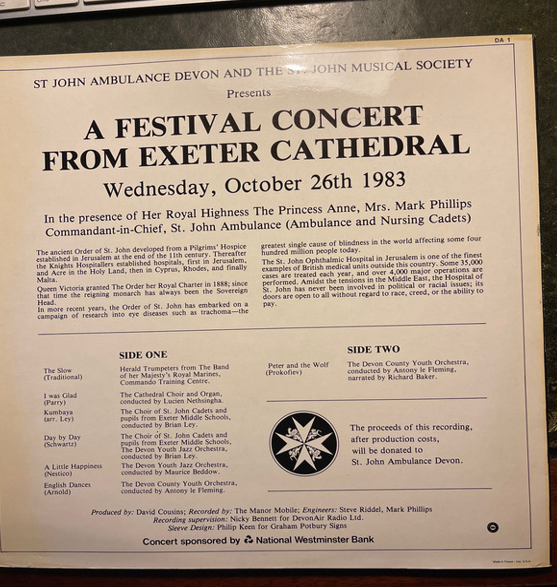 DA 1
ST JOHN AMBULANCE DEVON AND THE ST. JOHN MUSICAL SOCIETY
Presents
A FESTIVAL CONCERT
FROM EXETER CATHEDRAL
Wednesday, October 26th 1983
In the presence of Her Royal Highness The Princess Anne, Mrs. Mark Phillips
Commandant-in-Chief, St. John Ambulance (Ambulance and Nursing Cadets)
The ancient Order of St. John developed from a Pilgrims' Hospice
established in Jerusalem at the end of the 11th century. Thereafter
the Knights Hospitallers established hospitals, first in Jerusalem,
and Acre in the Holy Land, then in Cyprus, Rhodes, and finally
Malta.
Queen Victoria granted The Order her Royal Charter in 1888; since
that time the reigning monarch has always been the Sovereign
Head.
In more recent years, the Order of St. John has embarked on a
campaign of research into eye diseases such as trachoma—the
greatest single cause of blindness in the world affecting some four
hundred million people today.
The St. John Ophthalmic Hospital in Jerusalem is one of the finest
examples of British medical units outside this country. Some 35,000
cases are treated each year, and over 4,000 major operations are
performed. Amidst the tensions in the Middle East, the Hospital of
St. John has never been involved in political or racial issues; its
doors are open to all without regard to race, creed, or the ability to
pay.
SIDE ONE
The Slow
(Traditional)
Herald Trumpeters from The Band
of her Majesty's Royal Marines,
Commando Training Centre.
I was Glad
(Parry)
The Cathedral Choir and Organ,
conducted by Lucien Nethsingha.
Kumbaya
(arr. Ley)
The Choir of St. John Cadets and
pupils from Exeter Middle Schools,
conducted by Brian Ley.
Day by Day
(Schwartz)
The Choir of St. John Cadets and
pupils from Exeter Middle Schools,
The Devon Youth Jazz Orchestra,
conducted by Brian Ley.
A Little Happiness
(Nestico)
The Devon Youth Jazz Orchestra,
conducted by Maurice Beddow.
English Dances
(Arnold)
The Devon County Youth Orchestra,
conducted by Antony le Fleming.
SIDE TWO
Peter and the Wolf
(Prokofiev)
The Devon County Youth Orchestra,
conducted by Antony le Fleming,
narrated by Richard Baker.
The proceeds of this recording,
after production costs,
will be donated to
St. John Ambulance Devon.
Produced by: David Cousins; Recorded by: The Manor Mobile; Engineers: Steve Riddel, Mark Phillips
Recording supervision: Nicky Bennett for DevonAir Radio Ltd.
Sleeve Design: Philip Keen for Graham Potbury Signs
Concert sponsored by National Westminster Bank